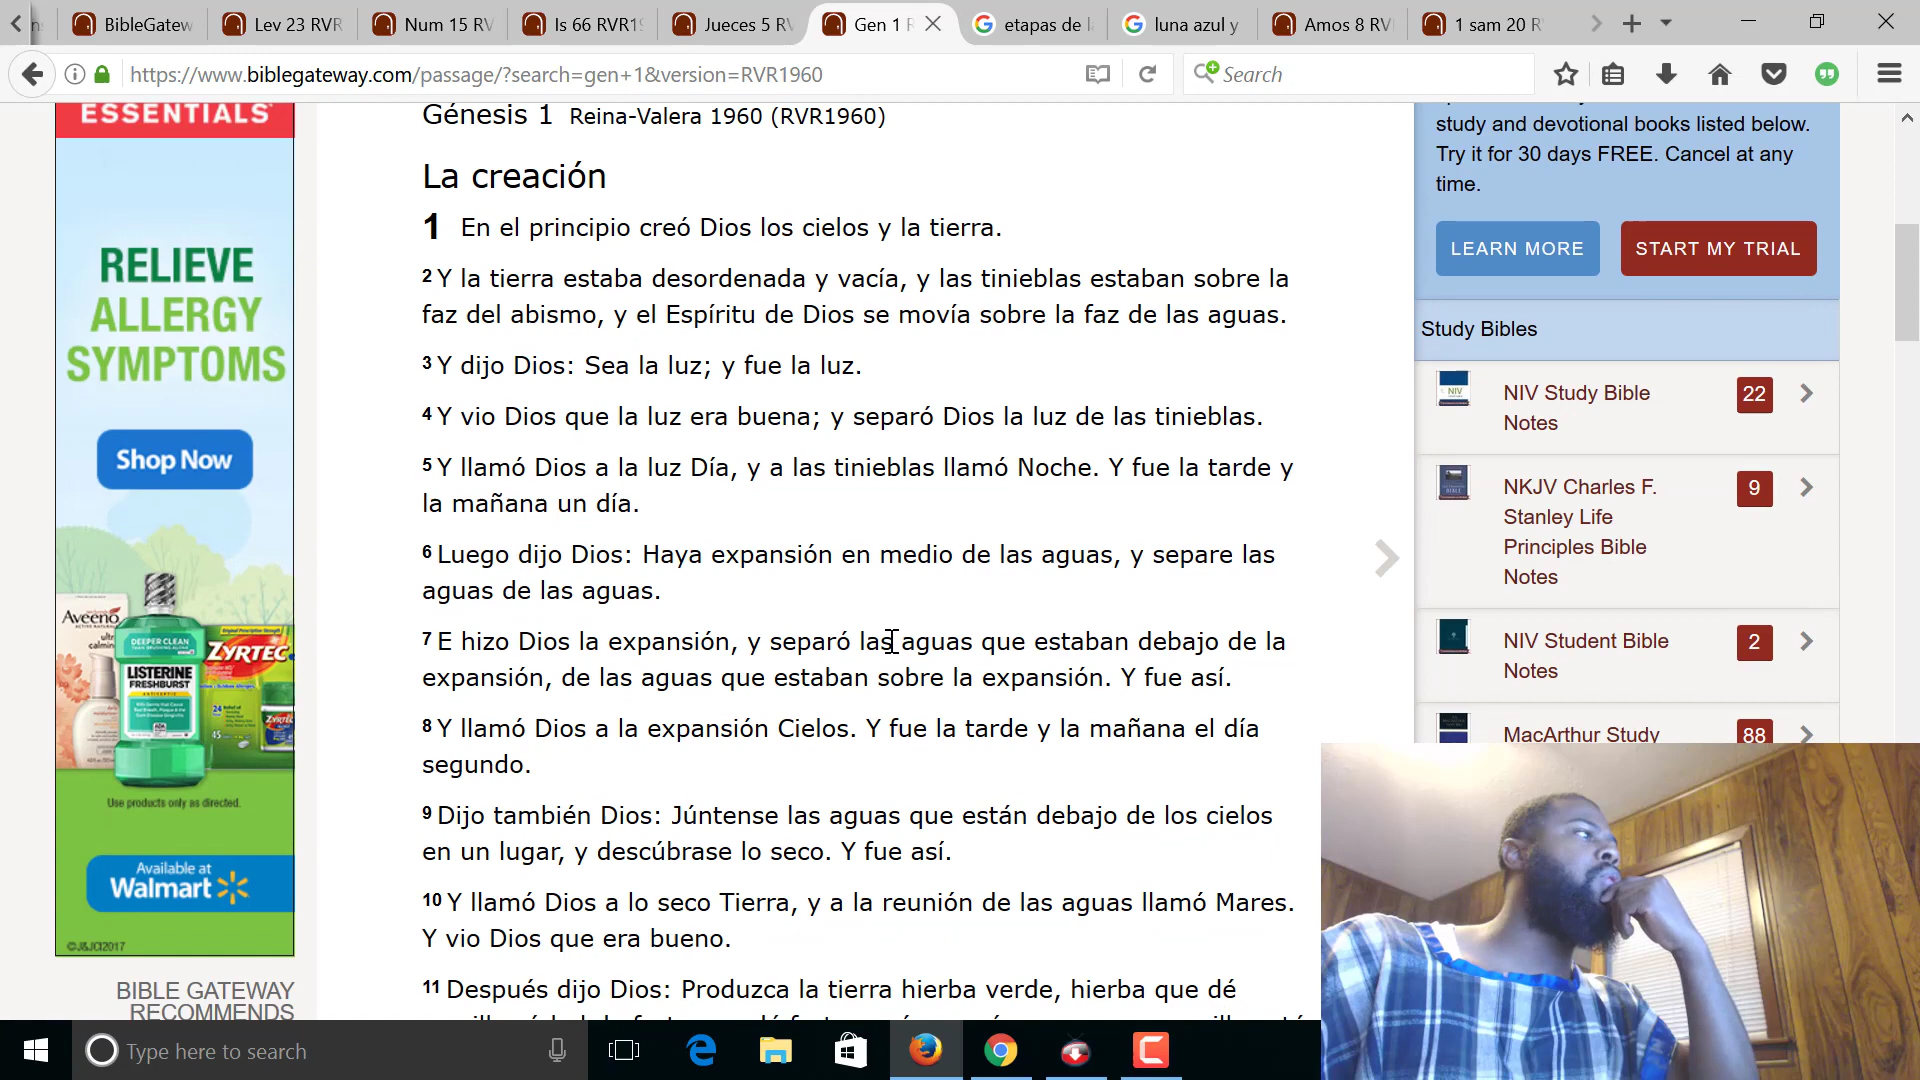 BibleGatew
Lev 23 RVR
Num 15 RV
Is 66 RVR19
Jueces 5 RV
Gen 1 R
etapas de la
luna azul y
Amos 8 RV
1 sam 20 R
https://www.biblegateway.com/passage/?search=gen+1&version=RVR1960
Search
ESSENTIALS
RELIEVE
ALLERGY
SYMPTOMS
Shop Now
Aveeno
ultra
calming
DEEPER CLEAN
LISTERINE
FRESHBURST
ANTISEPTIC
ZYRTEC
24
45
Use products only as directed.
Available at
Walmart
©J&JCI2017
BIBLE GATEWAY
RECOMMENDS
Génesis 1 Reina-Valera 1960 (RVR1960)
La creación
1 En el principio creó Dios los cielos y la tierra.
2 Y la tierra estaba desordenada y vacía, y las tinieblas estaban sobre la
faz del abismo, y el Espíritu de Dios se movía sobre la faz de las aguas.
3 Y dijo Dios: Sea la luz; y fue la luz.
4 Y vio Dios que la luz era buena; y separó Dios la luz de las tinieblas.
5 Y llamó Dios a la luz Día, y a las tinieblas llamó Noche. Y fue la tarde y
la mañana un día.
6 Luego dijo Dios: Haya expansión en medio de las aguas, y separe las
aguas de las aguas.
7 E hizo Dios la expansión, y separó las aguas que estaban debajo de la
expansión, de las aguas que estaban sobre la expansión. Y fue así.
8 Y llamó Dios a la expansión Cielos. Y fue la tarde y la mañana el día
segundo.
9 Dijo también Dios: Júntense las aguas que están debajo de los cielos
en un lugar, y descúbrase lo seco. Y fue así.
10 Y llamó Dios a lo seco Tierra, y a la reunión de las aguas llamó Mares.
Y vio Dios que era bueno.
11 Después dijo Dios: Produzca la tierra hierba verde, hierba que dé
study and devotional books listed below.
Try it for 30 days FREE. Cancel at any
time.
LEARN MORE
START MY TRIAL
Study Bibles
NIV Study Bible
Notes
22
NKJV Charles F.
Stanley Life
Principles Bible
Notes
9
NIV Student Bible
Notes
2
MacArthur Study
88
Type here to search